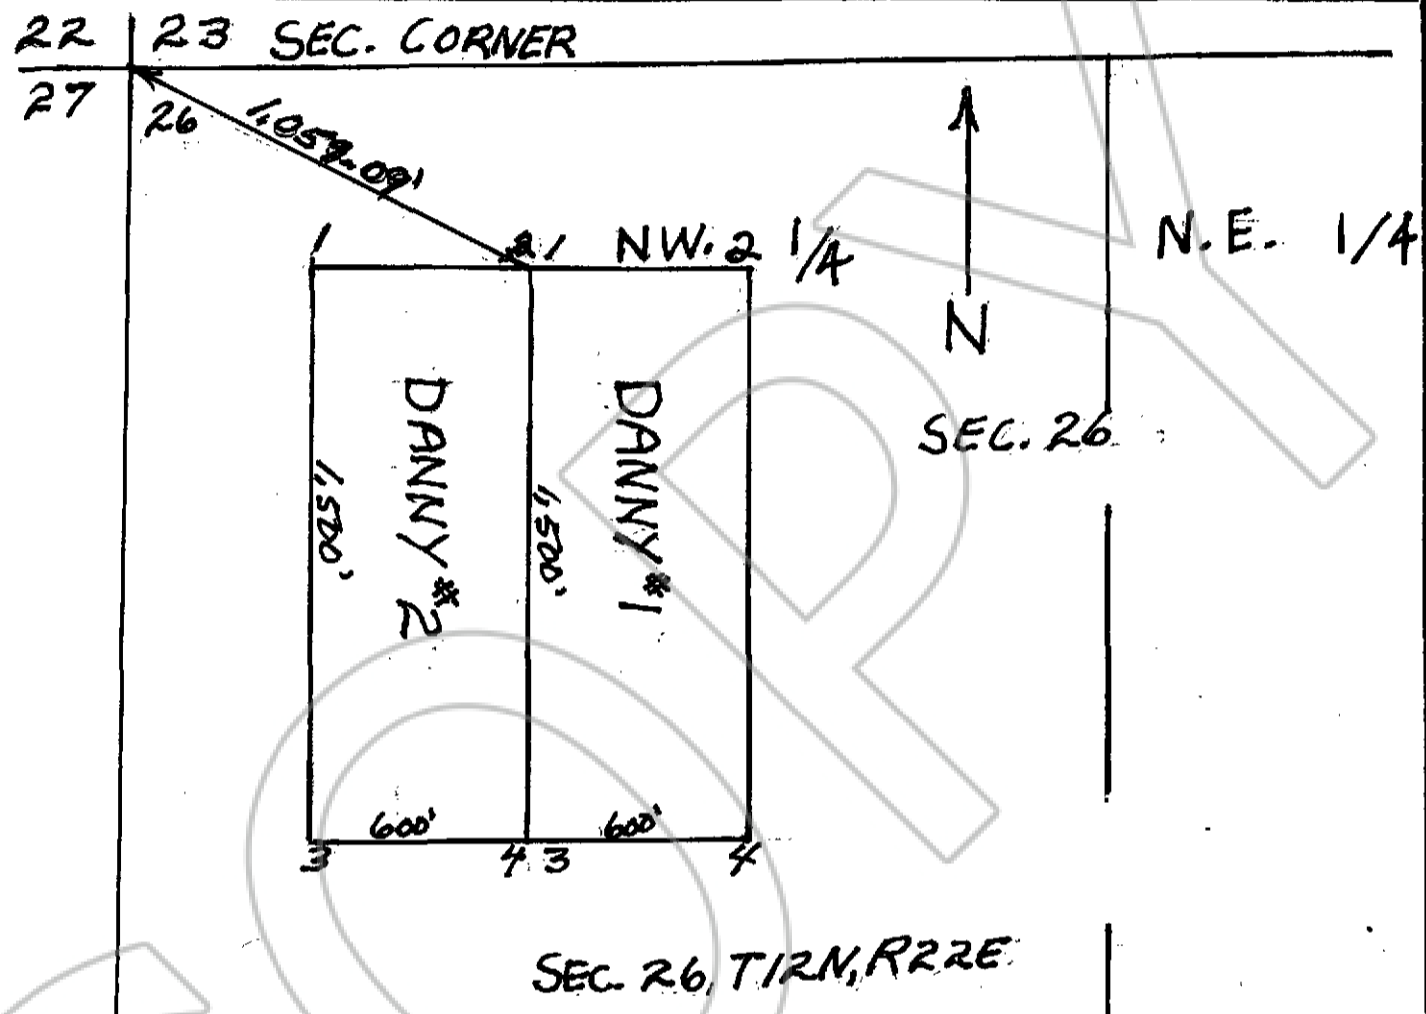 22 23 SEC. CORNER
27 26
1,059.09'
1 2 1 NW. 2 1/4
N.E. 1/4
N
SEC. 26
DANNY #2
DANNY #1
1,500'
1,500'
600' 600'
3 4 3 4
SEC. 26, T12N, R22E
COPY